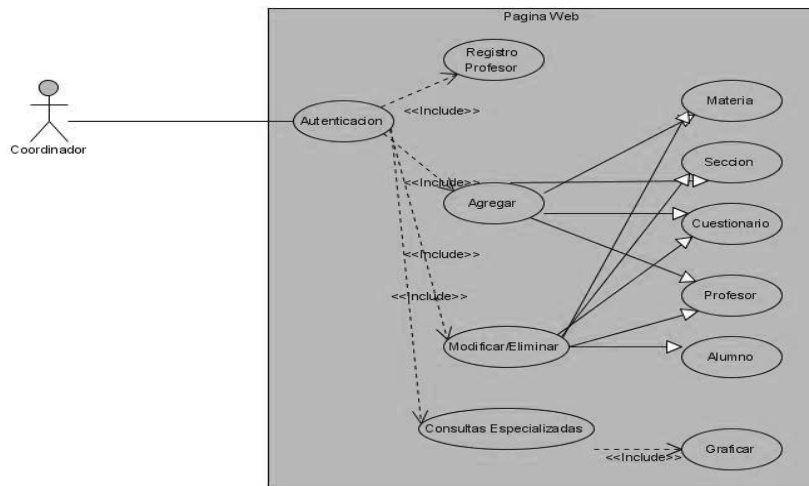 Pagina Web
Registro
Profesor
<<Include>>
Materia
Autenticacion
Coordinador
Seccion
<<Include>>
Agregar
Cuestionario
<<Include>>
<<Include>>
Profesor
Modificar/Eliminar
Alumno
Consultas Especializadas
Graficar
<<Include>>